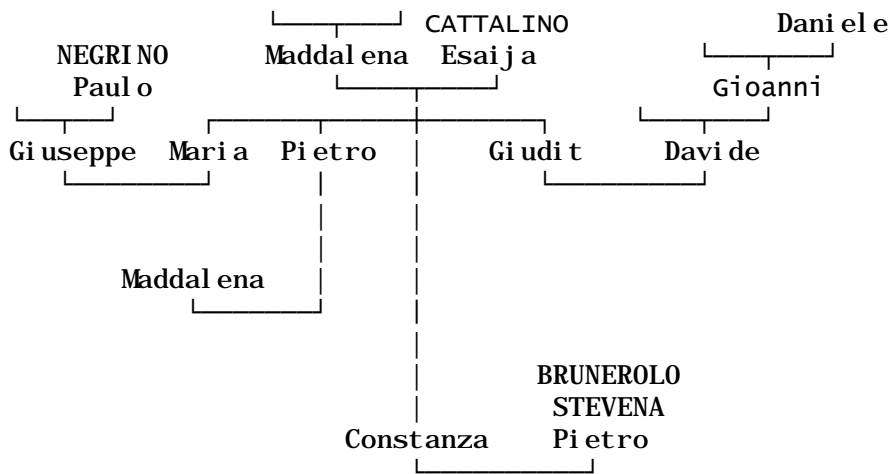 CATTALINO Daniele
NEGRINO Maddalena Esaija
Paulo Gioanni
Giuseppe Maria Pietro Giudit Davide
Maddalena
BRUNEROLO
STEVENA
Constanza Pietro